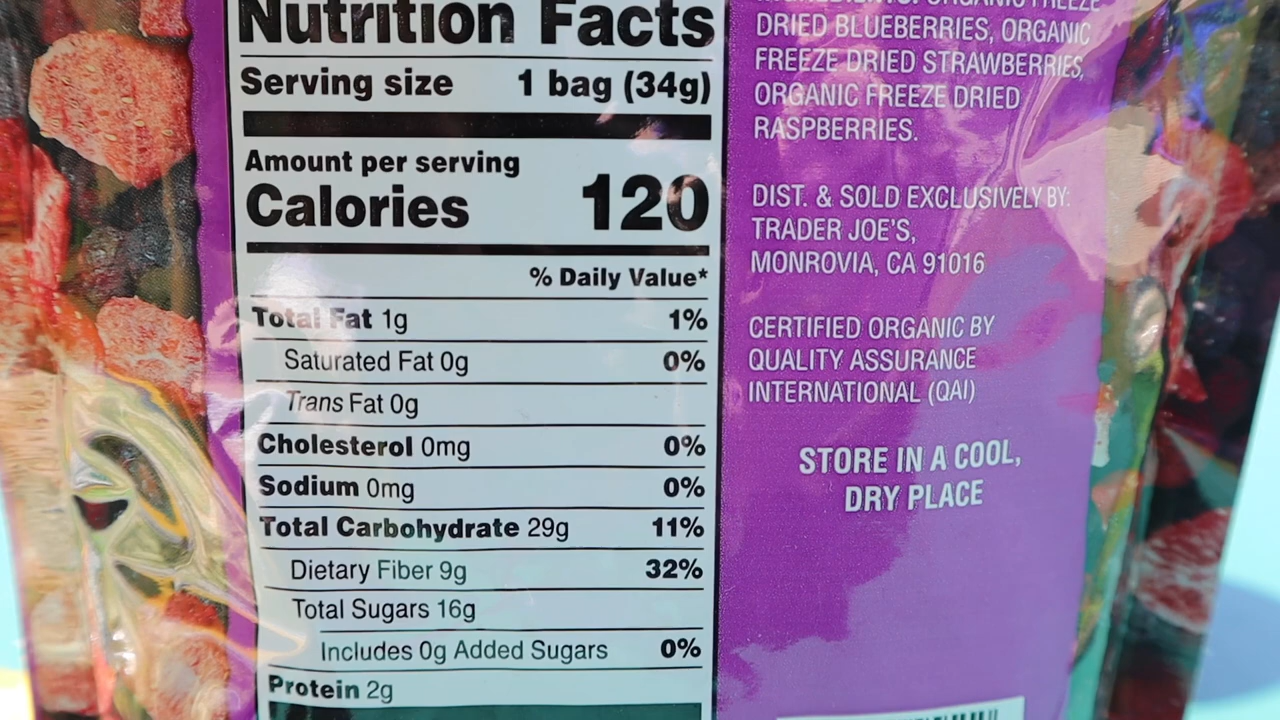 Nutrition Facts
Serving size 1 bag (34g)
Amount per serving
Calories 120
% Daily Value*
Total Fat 1g 1%
Saturated Fat 0g 0%
Trans Fat 0g
Cholesterol 0mg 0%
Sodium 0mg 0%
Total Carbohydrate 29g 11%
Dietary Fiber 9g 32%
Total Sugars 16g
Includes 0g Added Sugars 0%
Protein 2g
INGREDIENTS: ORGANIC FREEZE
DRIED BLUEBERRIES, ORGANIC
FREEZE DRIED STRAWBERRIES,
ORGANIC FREEZE DRIED
RASPBERRIES.
DIST. & SOLD EXCLUSIVELY BY:
TRADER JOE'S,
MONROVIA, CA 91016
CERTIFIED ORGANIC BY
QUALITY ASSURANCE
INTERNATIONAL (QAI)
STORE IN A COOL,
DRY PLACE